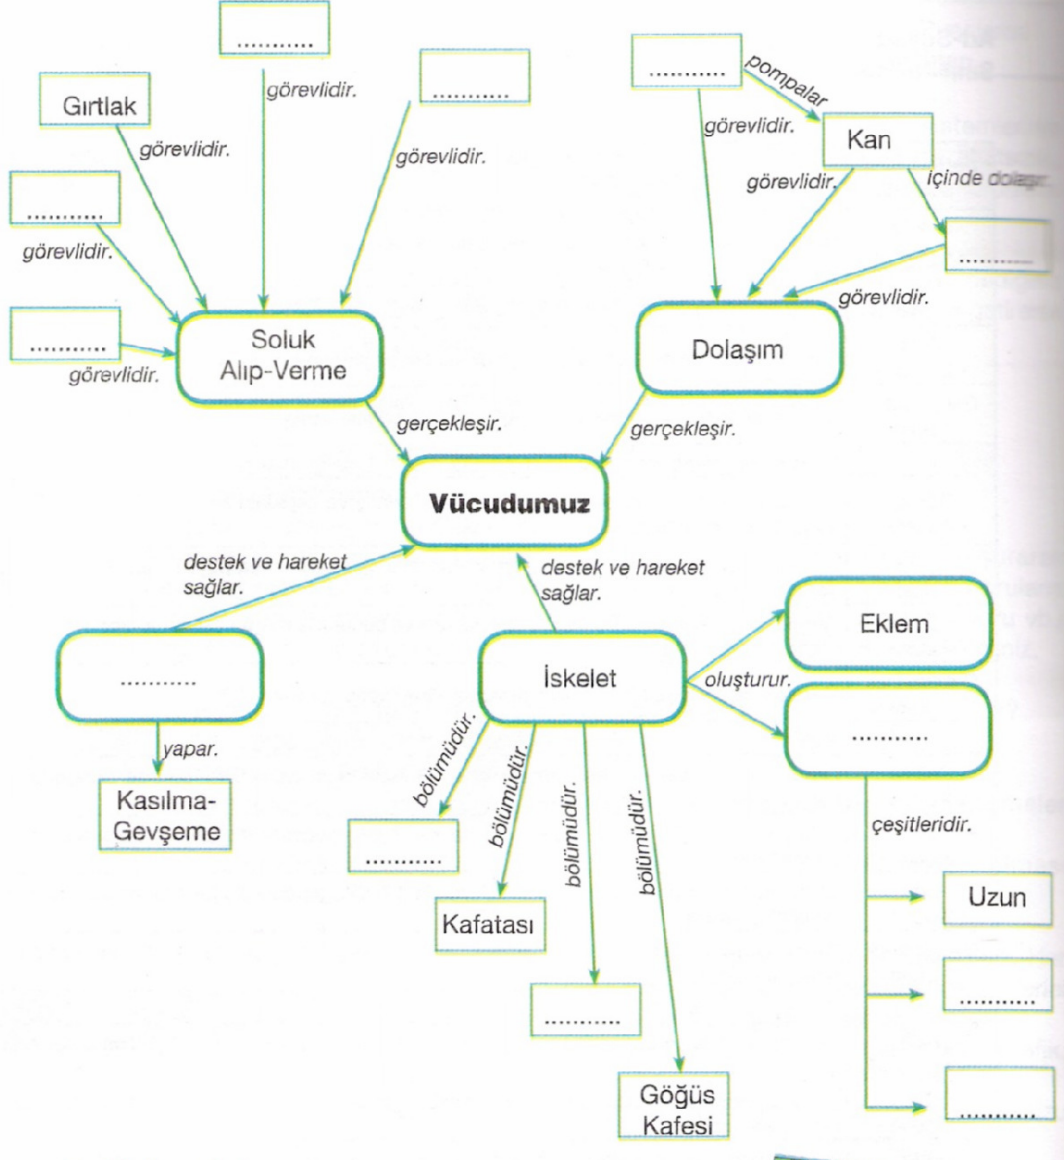 ...........
görevlidir.
...........
görevlidir.
Gırtlak
görevlidir.
...........
görevlidir.
...........
görevlidir.
Soluk
Alıp-Verme
gerçekleşir.
...........
pompalar
görevlidir.
Kan
görevlidir.
içinde dolaşır.
...........
görevlidir.
Dolaşım
gerçekleşir.
Vücudumuz
destek ve hareket
sağlar.
destek ve hareket
sağlar.
...........
yapar.
Kasılma-
Gevşeme
İskelet
oluşturur.
Eklem
...........
bölümüdür.
bölümüdür.
bölümüdür.
bölümüdür.
...........
Kafatası
...........
Göğüs
Kafesi
çeşitleridir.
Uzun
...........
...........